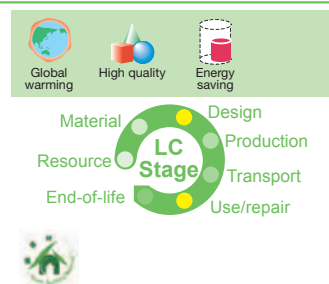 Global warming
High quality
Energy saving
Design
Material
Production
LC Stage
Resource
Transport
End-of-life
Use/repair